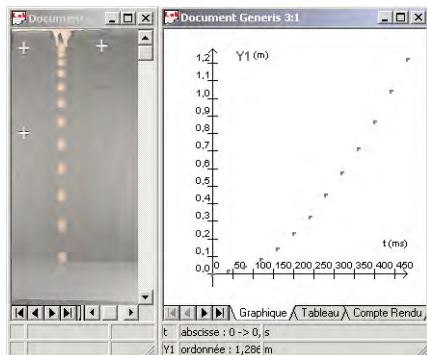 Document...
Document Generis 3:1
Y1 (m)
1,2
1,1
1,0
0,9
0,8
0,7
0,6
0,5
0,4
0,3
0,2
0,1
0,0
t (ms)
50 100 150 200 250 300 350 400 450
Graphique Tableau Compte Rendu
t abscisse : 0 -> 0, s
Y1 ordonnée : 1,286 m